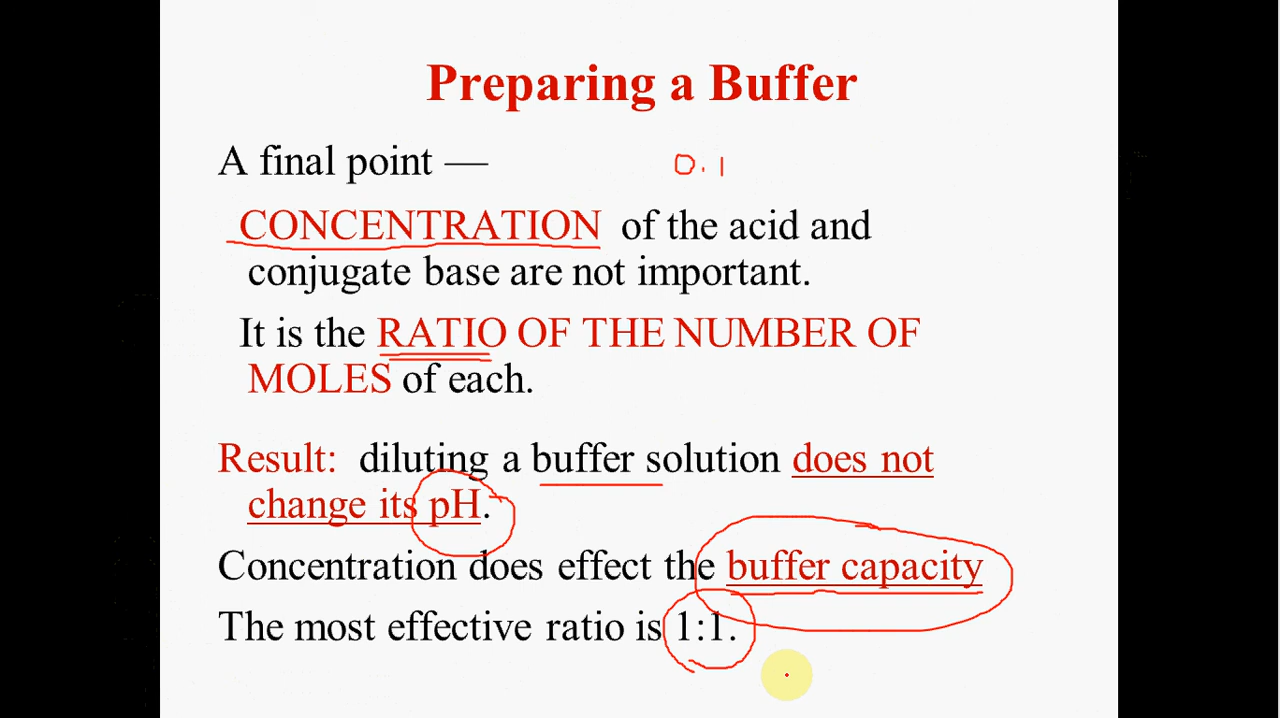 Preparing a Buffer
A final point — 0.1
CONCENTRATION of the acid and
conjugate base are not important.
It is the RATIO OF THE NUMBER OF
MOLES of each.
Result: diluting a buffer solution does not
change its pH.
Concentration does effect the buffer capacity
The most effective ratio is 1:1.